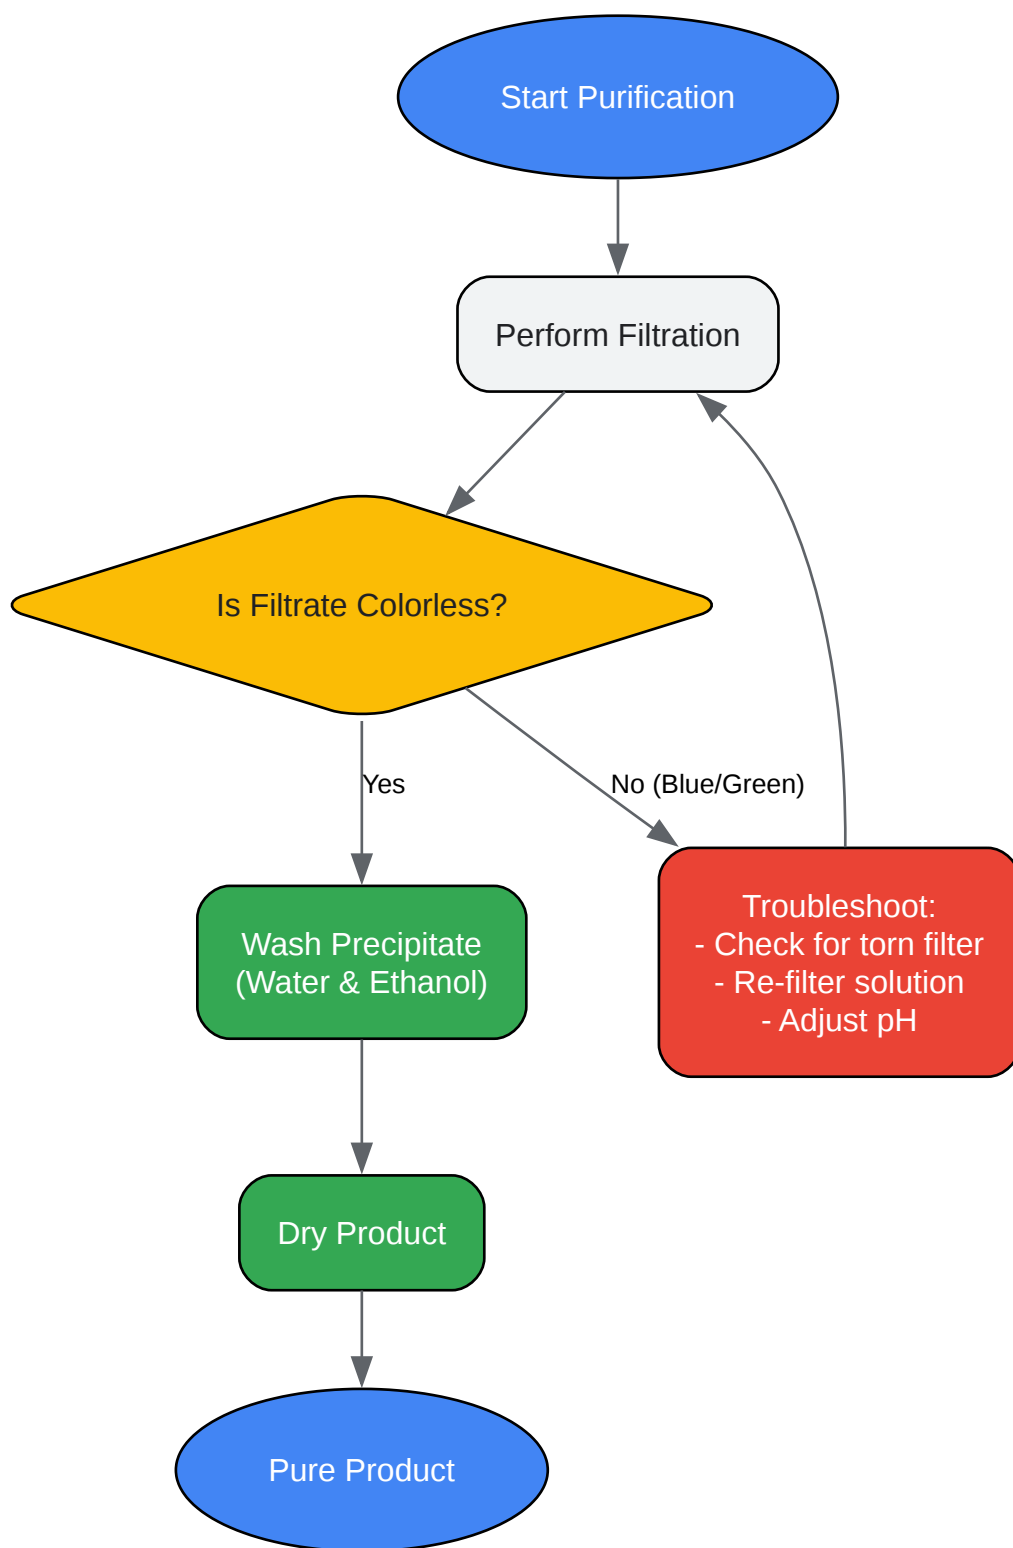 Start Purification
Perform Filtration
Is Filtrate Colorless?
Yes
No (Blue/Green)
Wash Precipitate
(Water & Ethanol)
Troubleshoot:
- Check for torn filter
- Re-filter solution
- Adjust pH
Dry Product
Pure Product